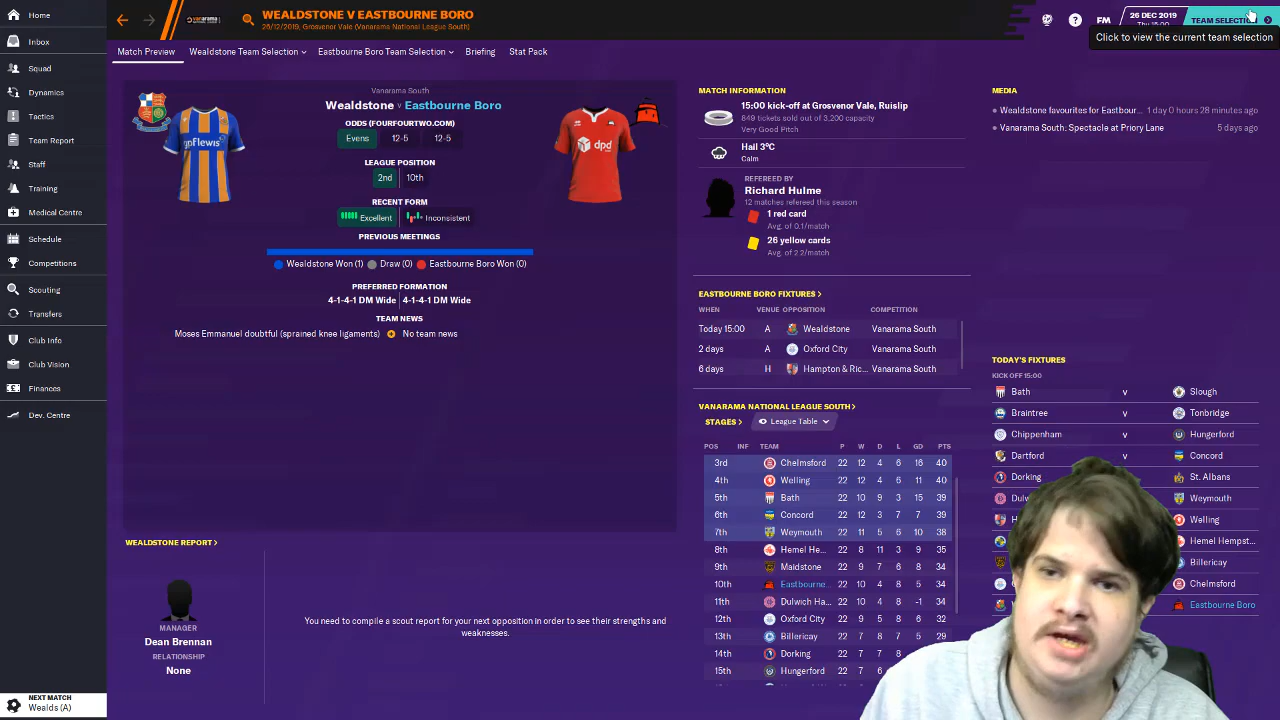 Home
Inbox
Squad
Dynamics
Tactics
Team Report
Staff
Training
Medical Centre
Schedule
Competitions
Scouting
Transfers
Club Info
Club Vision
Finances
Dev. Centre
NEXT MATCH
Wealds (A)
vanarama
WEALDSTONE V EASTBOURNE BORO
26/12/2019, Grosvenor Vale (Vanarama National League South)
FM
26 DEC 2019
Thu 15:00
TEAM SELECTION
Click to view the current team selection
Match Preview
Wealdstone Team Selection
Eastbourne Boro Team Selection
Briefing
Stat Pack
Vanarama South
Wealdstone v Eastbourne Boro
ODDS (FOURFOURTWO.COM)
Evens 12-5 12-5
LEAGUE POSITION
2nd 10th
RECENT FORM
Excellent Inconsistent
PREVIOUS MEETINGS
Wealdstone Won (1) Draw (0) Eastbourne Boro Won (0)
PREFERRED FORMATION
4-1-4-1 DM Wide 4-1-4-1 DM Wide
TEAM NEWS
Moses Emmanuel doubtful (sprained knee ligaments) No team news
dpd
WEALDSTONE REPORT >
MANAGER
Dean Brennan
RELATIONSHIP
None
You need to compile a scout report for your next opposition in order to see their strengths and
weaknesses.
MATCH INFORMATION
15:00 kick-off at Grosvenor Vale, Ruislip
849 tickets sold out of 3,200 capacity
Very Good Pitch
Hail 3°C
Calm
REFEREED BY
Richard Hulme
12 matches refereed this season
1 red card
Avg. of 0.1/match
26 yellow cards
Avg. of 2.2/match
EASTBOURNE BORO FIXTURES >
WHEN VENUE OPPOSITION COMPETITION
Today 15:00 A Wealdstone Vanarama South
2 days A Oxford City Vanarama South
6 days H Hampton & Ric... Vanarama South
VANARAMA NATIONAL LEAGUE SOUTH >
STAGES > League Table
POS INF TEAM P W D L GD PTS
3rd Chelmsford 22 12 4 6 16 40
4th Welling 22 12 4 6 11 40
5th Bath 22 10 9 3 15 39
6th Concord 22 12 3 7 7 39
7th Weymouth 22 11 5 6 10 38
8th Hemel He... 22 8 11 3 9 35
9th Maidstone 22 9 7 6 8 34
10th Eastbourne... 22 10 4 8 5 34
11th Dulwich Ha... 22 10 4 8 -1 34
12th Oxford City 22 9 5 8 6 32
13th Billericay 22 7 8 7 5 29
14th Dorking 22 7 7 8
15th Hungerford 22 7 6
MEDIA
Wealdstone favourites for Eastbour... 1 day 0 hours 28 minutes ago
Vanarama South: Spectacle at Priory Lane 5 days ago
TODAY'S FIXTURES
KICK OFF 15:00
Bath v Slough
Braintree v Tonbridge
Chippenham v Hungerford
Dartford v Concord
Dorking St. Albans
Dulw Weymouth
H Welling
Hemel Hempst...
Billericay
Chelmsford
Eastbourne Boro